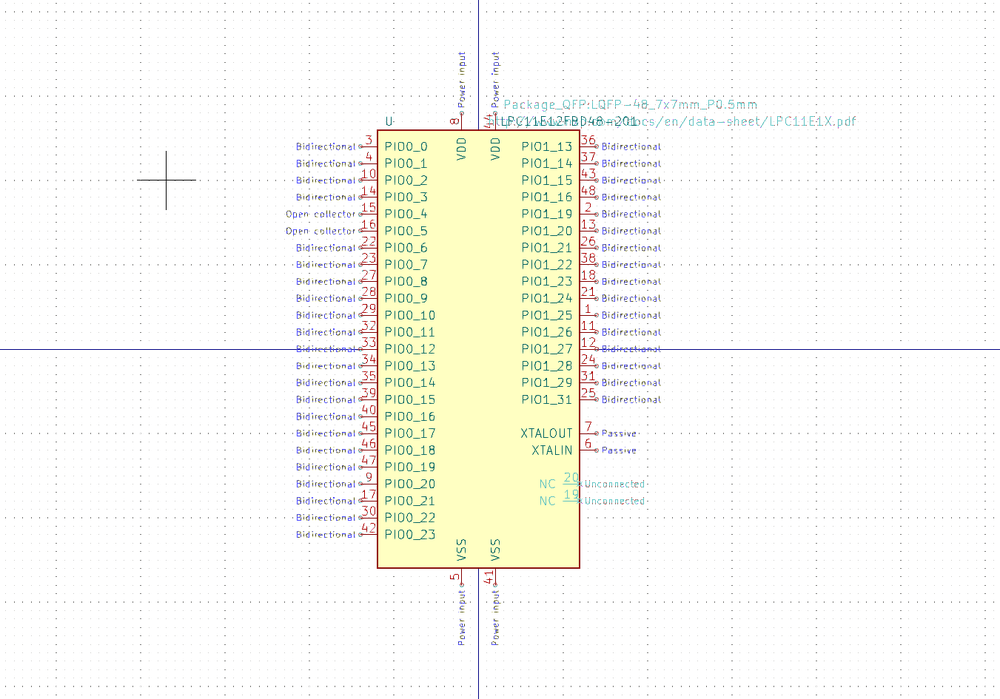 Power input Power input
8 44
Package_QFP:LQFP-48_7x7mm_P0.5mm
U LPC11E12FBD48-201 /docs/en/data-sheet/LPC11E1X.pdf
VDD VDD
Bidirectional 3 PIO0_0 PIO1_13 36 Bidirectional
Bidirectional 4 PIO0_1 PIO1_14 37 Bidirectional
Bidirectional 10 PIO0_2 PIO1_15 43 Bidirectional
Bidirectional 14 PIO0_3 PIO1_16 48 Bidirectional
Open collector 15 PIO0_4 PIO1_19 2 Bidirectional
Open collector 16 PIO0_5 PIO1_20 13 Bidirectional
Bidirectional 22 PIO0_6 PIO1_21 26 Bidirectional
Bidirectional 23 PIO0_7 PIO1_22 38 Bidirectional
Bidirectional 27 PIO0_8 PIO1_23 18 Bidirectional
Bidirectional 28 PIO0_9 PIO1_24 21 Bidirectional
Bidirectional 29 PIO0_10 PIO1_25 1 Bidirectional
Bidirectional 32 PIO0_11 PIO1_26 11 Bidirectional
Bidirectional 33 PIO0_12 PIO1_27 12 Bidirectional
Bidirectional 34 PIO0_13 PIO1_28 24 Bidirectional
Bidirectional 35 PIO0_14 PIO1_29 31 Bidirectional
Bidirectional 39 PIO0_15 PIO1_31 25 Bidirectional
Bidirectional 40 PIO0_16
Bidirectional 45 PIO0_17 XTALOUT 7 Passive
Bidirectional 46 PIO0_18 XTALIN 6 Passive
Bidirectional 47 PIO0_19
Bidirectional 9 PIO0_20 NC 20 Unconnected
Bidirectional 17 PIO0_21 NC 19 Unconnected
Bidirectional 30 PIO0_22
Bidirectional 42 PIO0_23
VSS VSS
5 41
Power input Power input